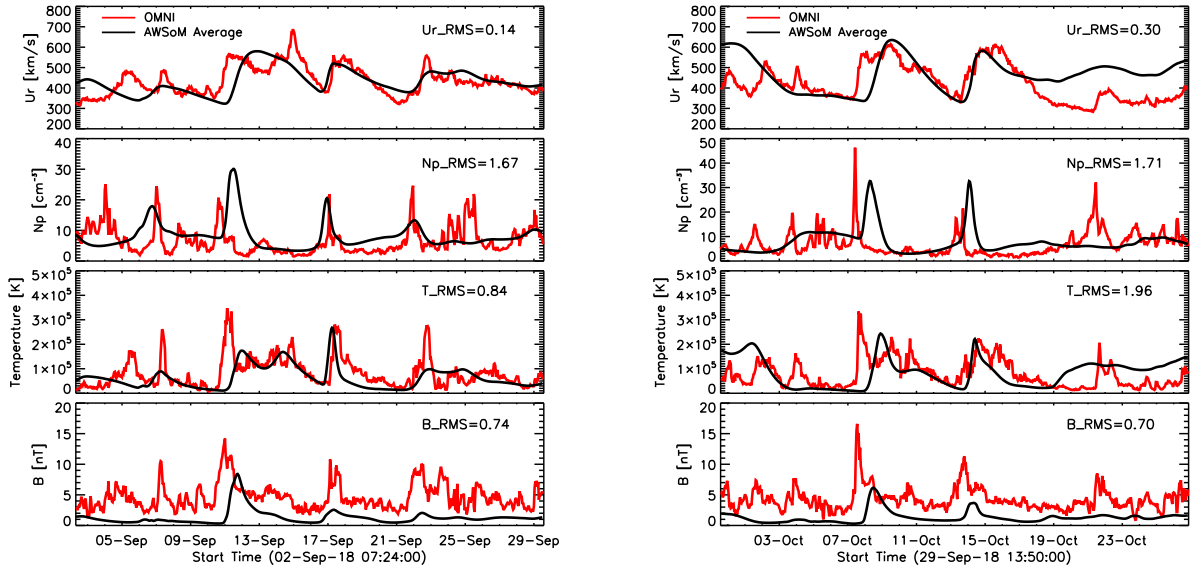 OMNI
AWSoM Average
Ur_RMS=0.14
Ur [km/s]
800
700
600
500
400
300
200
Np_RMS=1.67
Np [cm⁻³]
40
30
20
10
0
T_RMS=0.84
Temperature [K]
5×10⁵
4×10⁵
3×10⁵
2×10⁵
1×10⁵
0
B_RMS=0.74
B [nT]
20
15
10
5
0
05-Sep 09-Sep 13-Sep 17-Sep 21-Sep 25-Sep 29-Sep
Start Time (02-Sep-18 07:24:00)
OMNI
AWSoM Average
Ur_RMS=0.30
Ur [km/s]
800
700
600
500
400
300
200
Np_RMS=1.71
Np [cm⁻³]
50
40
30
20
10
0
T_RMS=1.96
Temperature [K]
5×10⁵
4×10⁵
3×10⁵
2×10⁵
1×10⁵
0
B_RMS=0.70
B [nT]
20
15
10
5
0
03-Oct 07-Oct 11-Oct 15-Oct 19-Oct 23-Oct
Start Time (29-Sep-18 13:50:00)